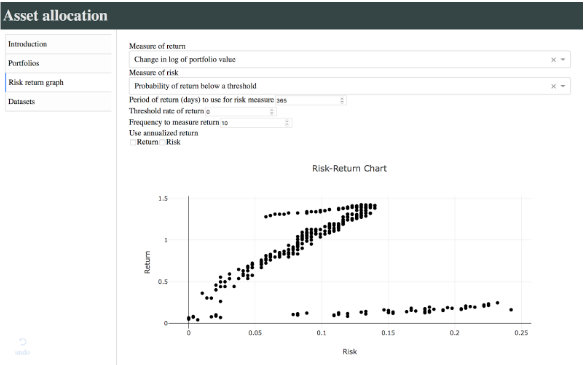 Asset allocation
Introduction
Portfolios
Risk return graph
Datasets
Measure of return
Change in log of portfolio value
Measure of risk
Probability of return below a threshold
Period of return (days) to use for risk measure 365
Threshold rate of return 0
Frequency to measure return 10
Use annualized return
Return Risk
Risk-Return Chart
1.5
1
0.5
0
Return
0 0.05 0.1 0.15 0.2 0.25
Risk
undo